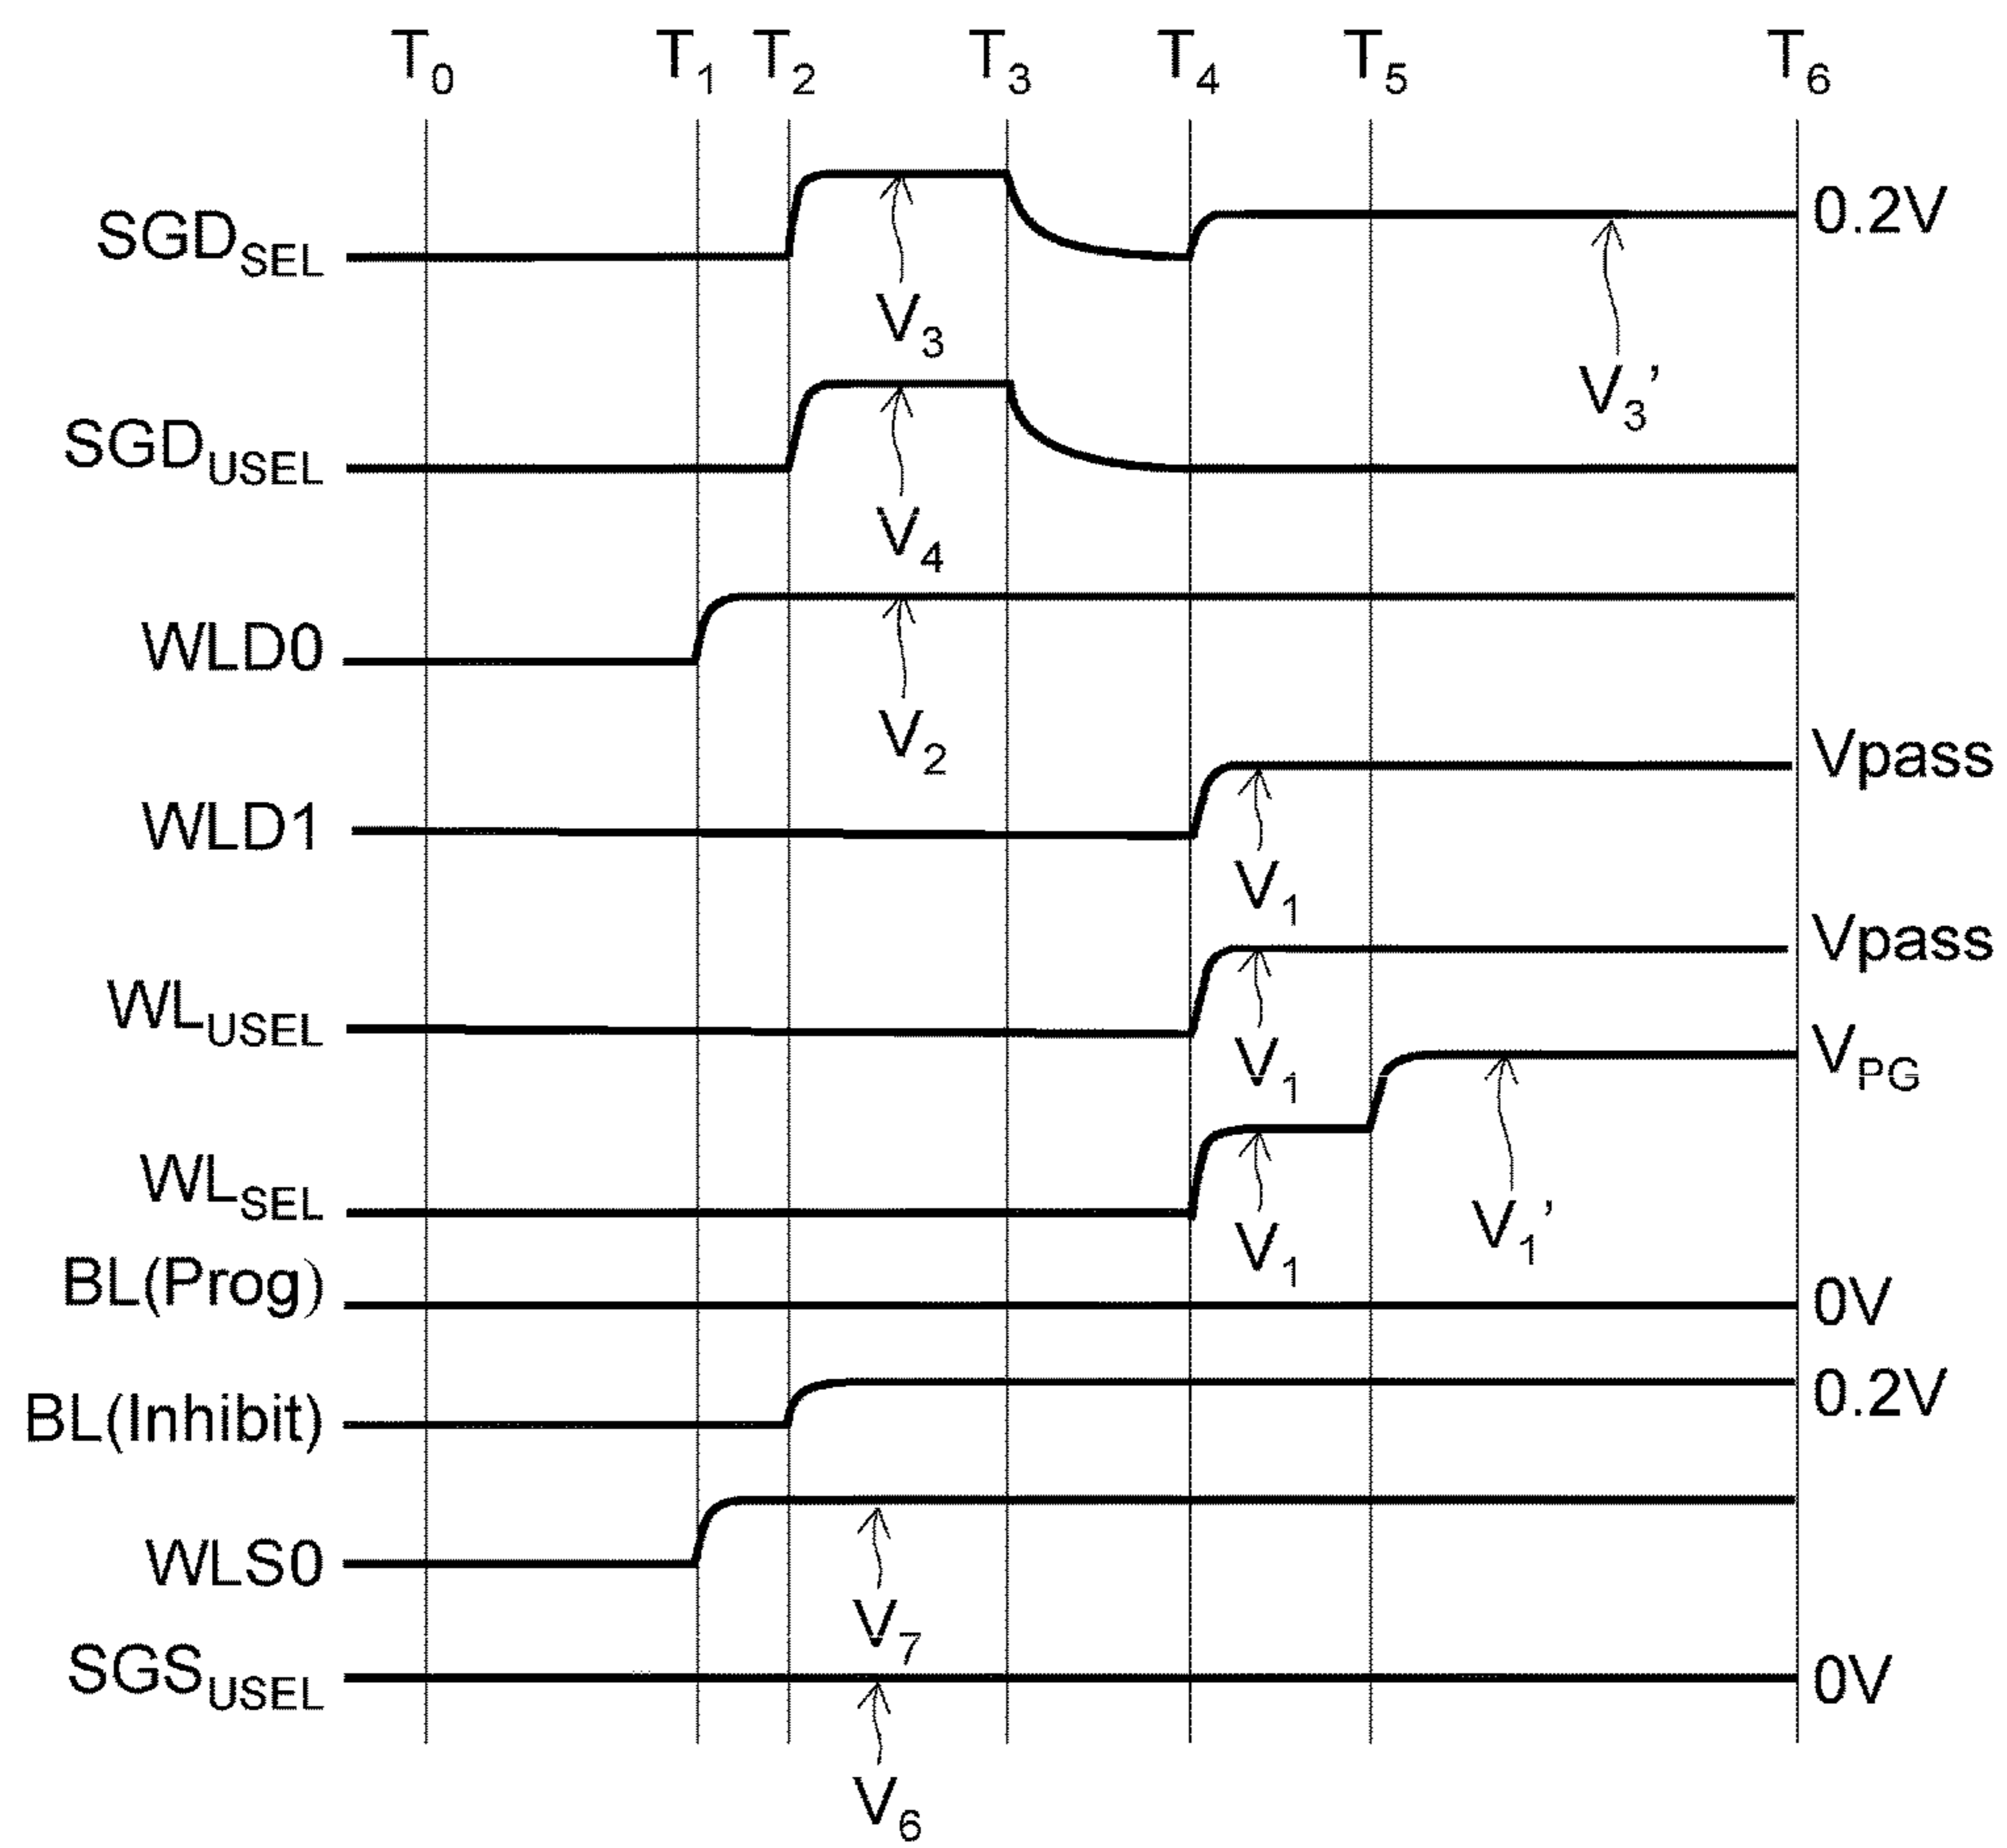 T0 T1 T2 T3 T4 T5 T6
SGDSEL
0.2V
V3
V3’
SGDUSEL
V4
WLD0
V2
Vpass
WLD1
V1
Vpass
WLUSEL
V1
VPG
WLSEL
V1
V1’
BL(Prog)
0V
BL(Inhibit)
0.2V
WLS0
V7
SGSUSEL
0V
V6